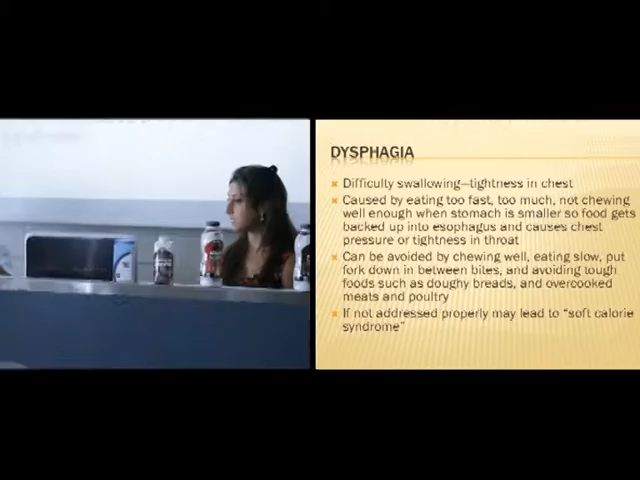 DYSPHAGIA
Difficulty swallowing—tightness in chest
Caused by eating too fast, too much, not chewing
well enough when stomach is smaller so food gets
backed up into esophagus and causes chest
pressure or tightness in throat
Can be avoided by chewing well, eating slow, put
fork down in between bites, and avoiding tough
foods such as doughy breads, and overcooked
meats and poultry
If not addressed properly may lead to “soft calorie
syndrome”